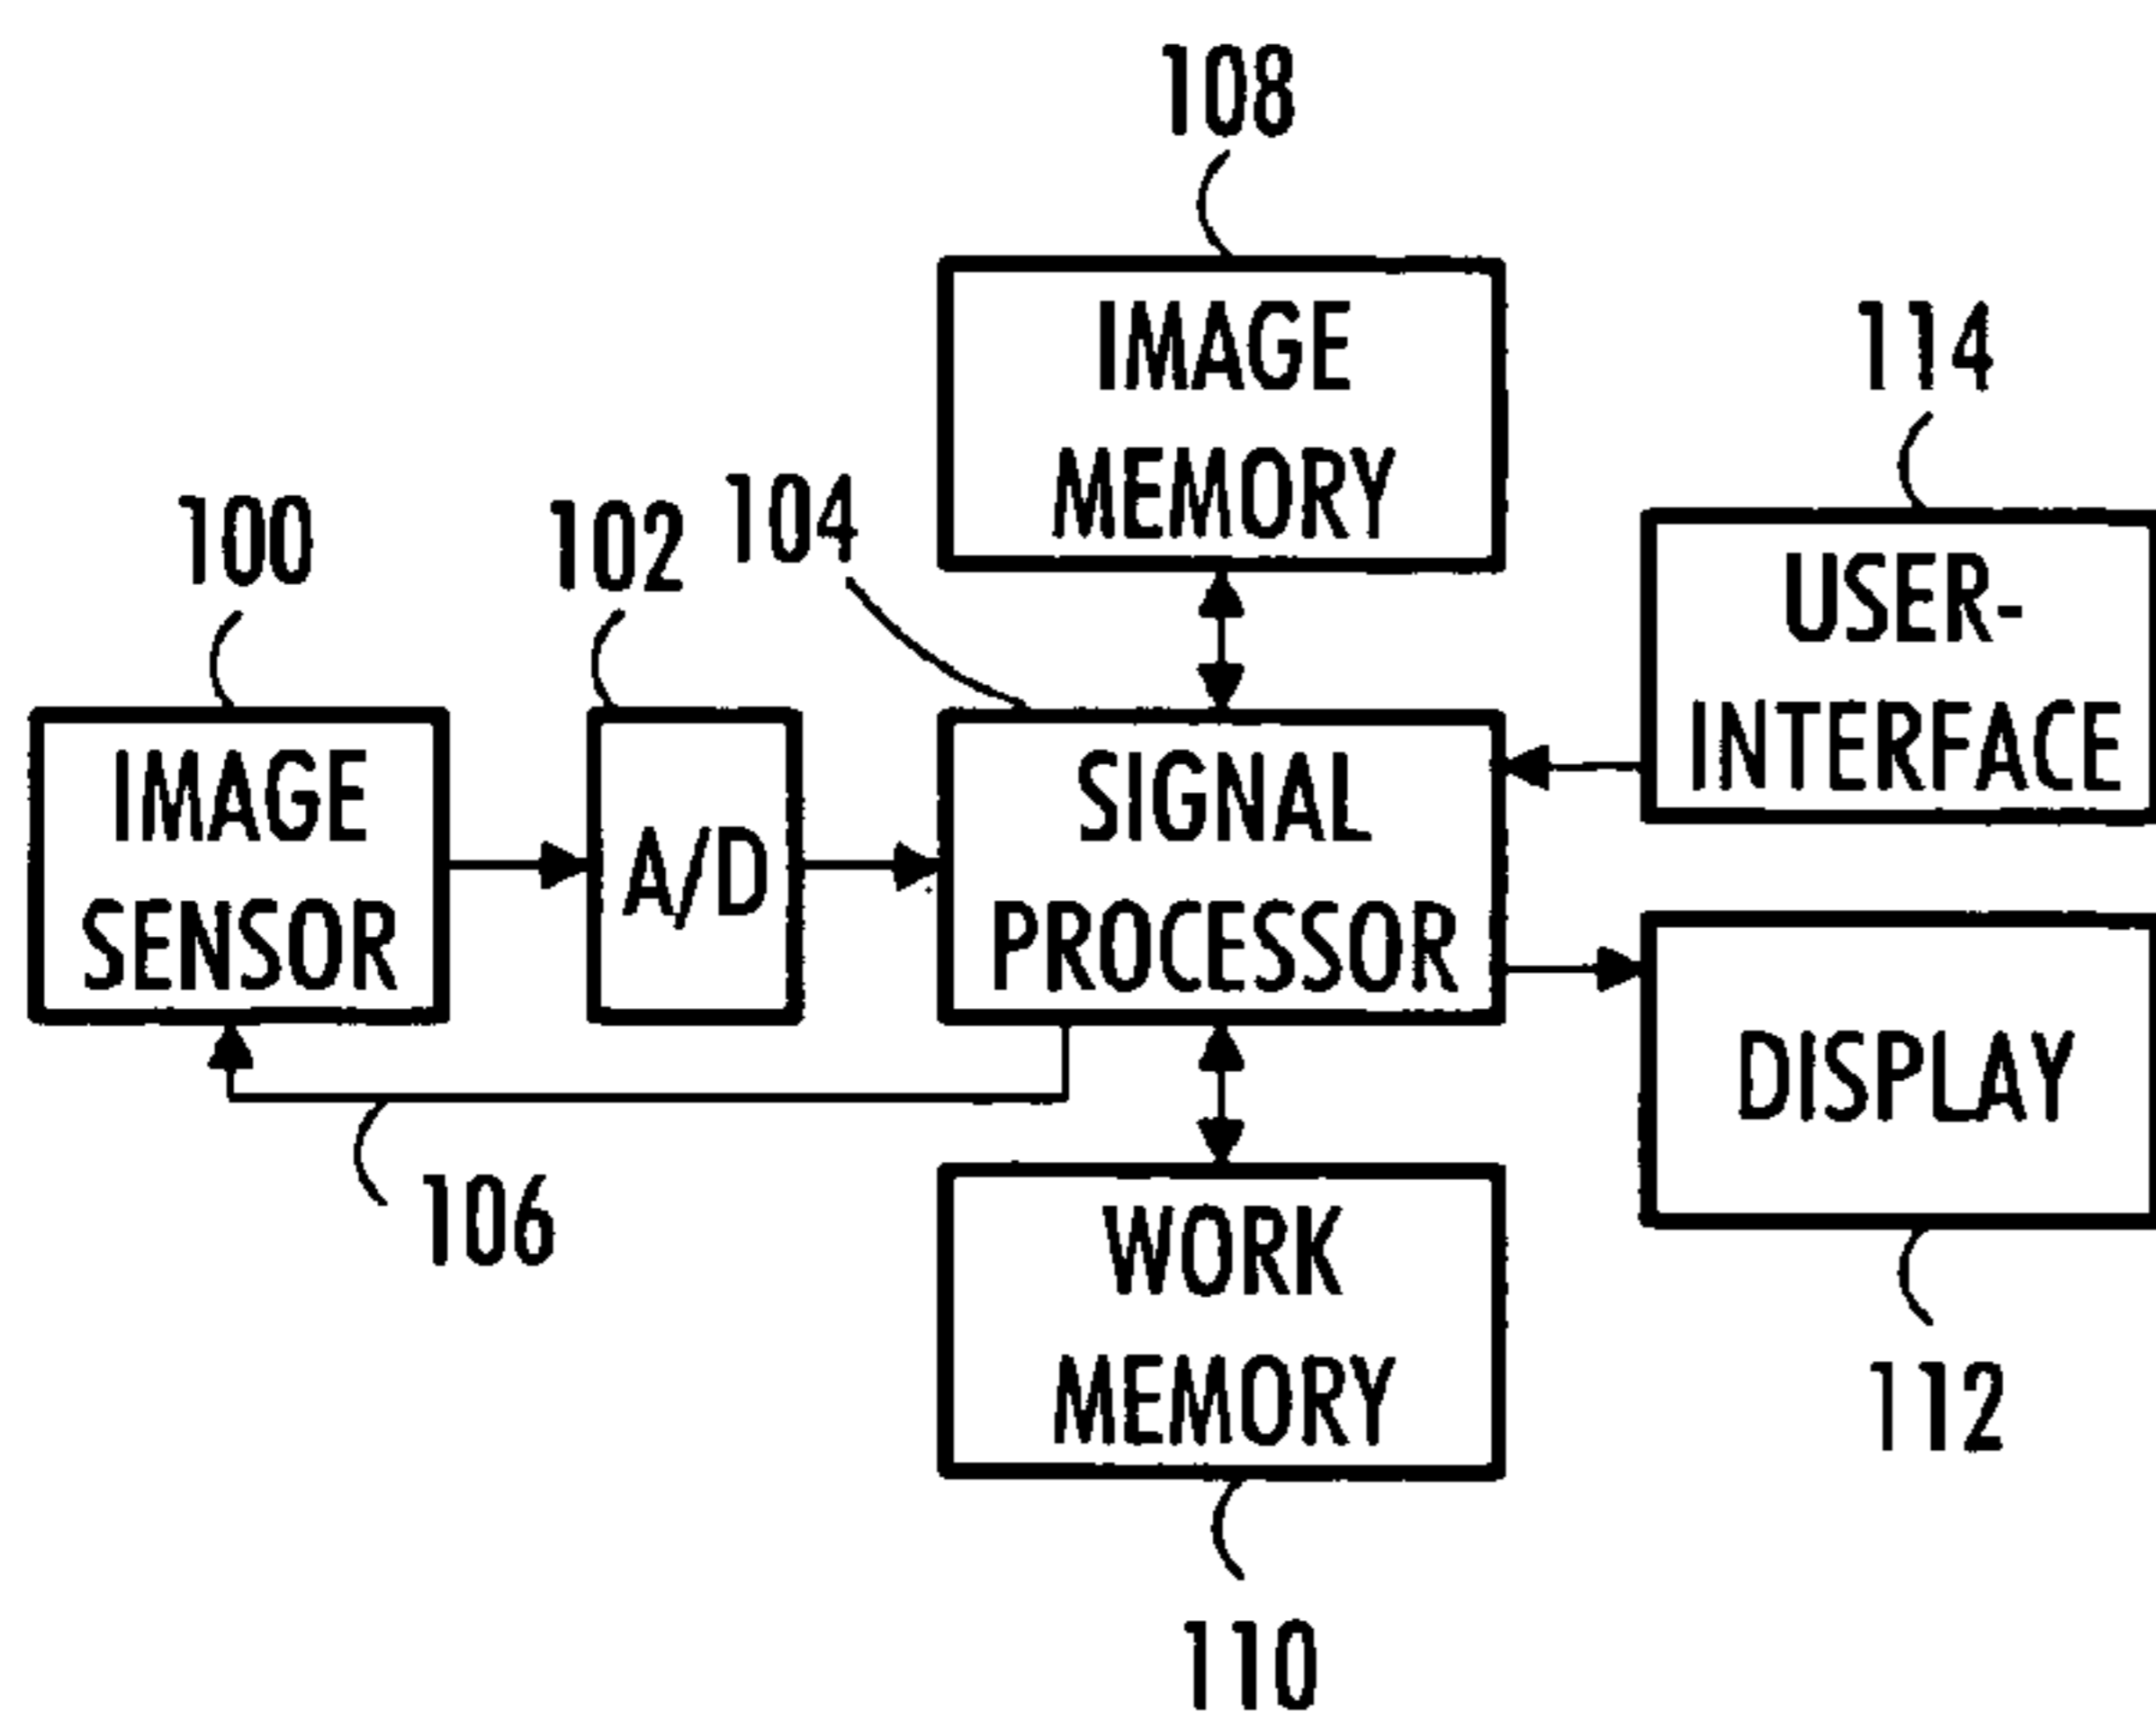 108
IMAGE
MEMORY
114
USER-
INTERFACE
100
IMAGE
SENSOR
102
A/D
104
SIGNAL
PROCESSOR
DISPLAY
112
106
WORK
MEMORY
110